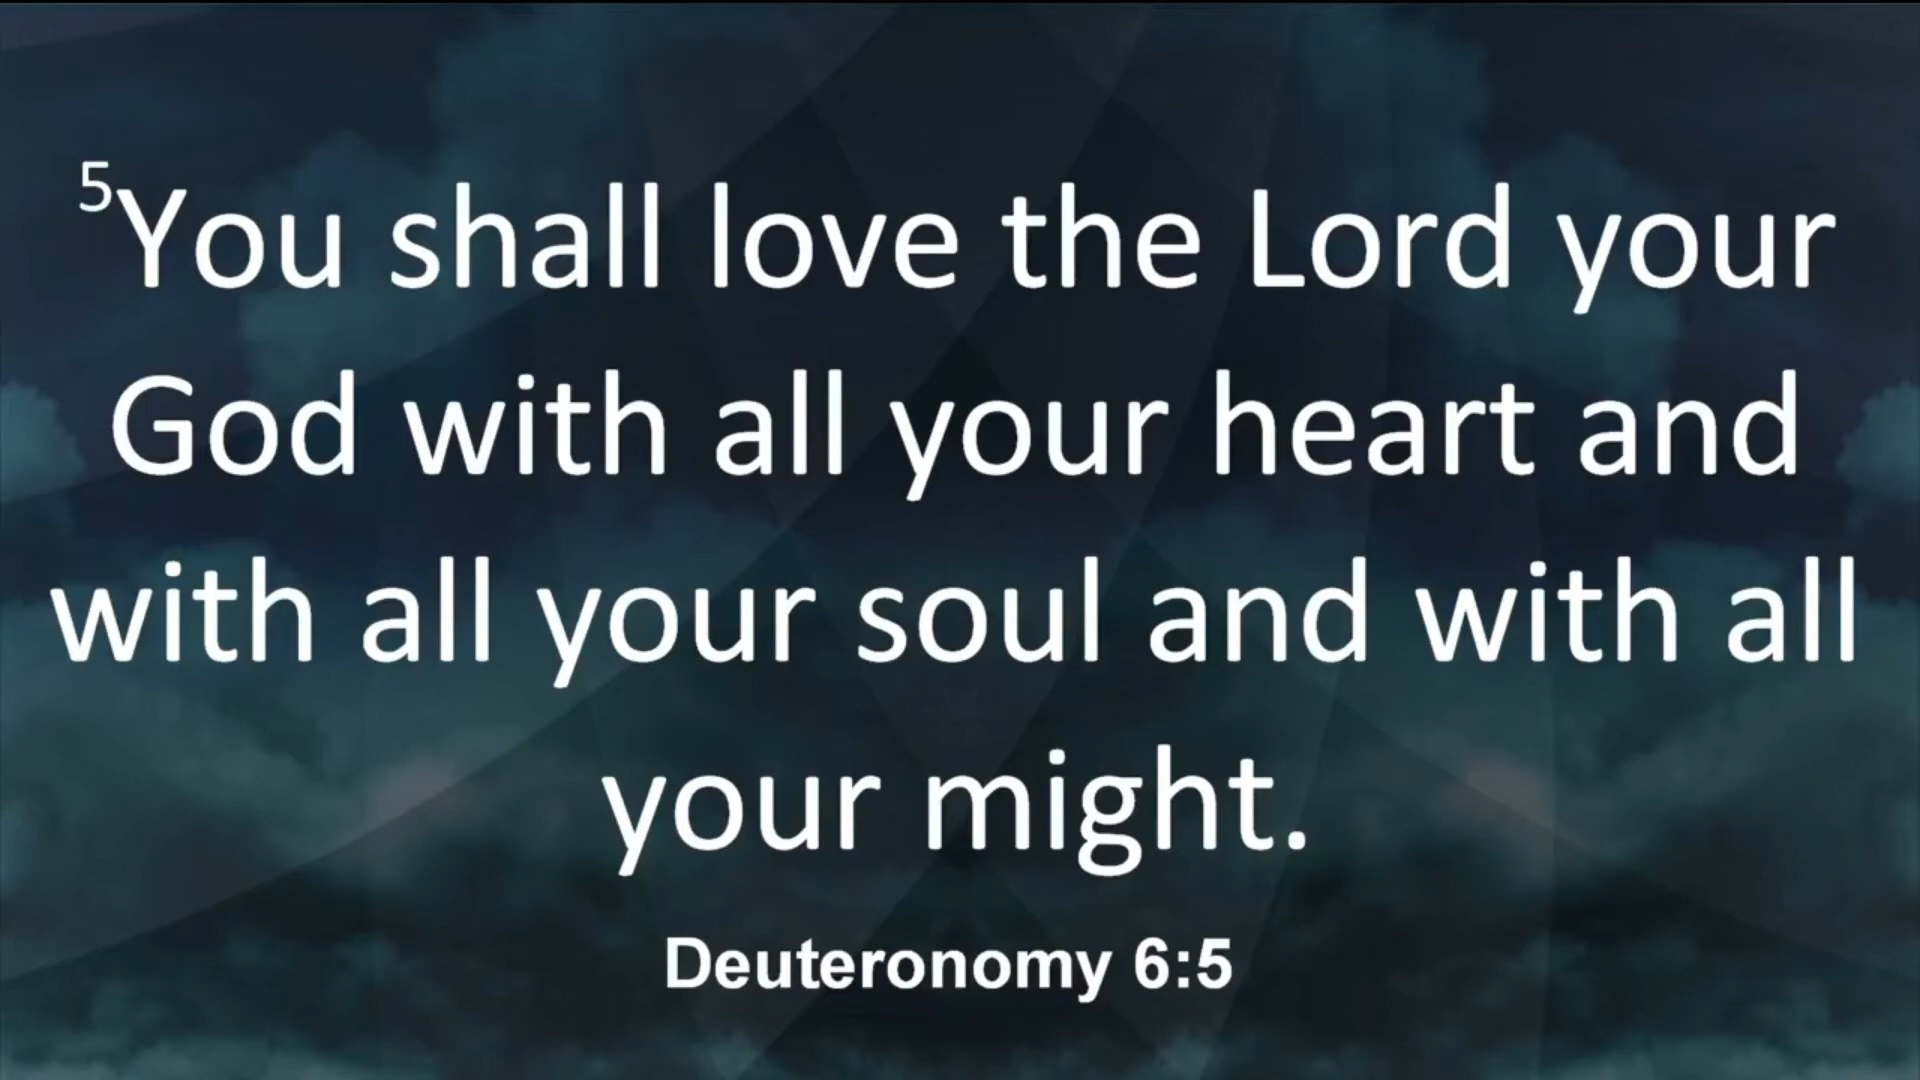 5You shall love the Lord your
God with all your heart and
with all your soul and with all
your might.
Deuteronomy 6:5